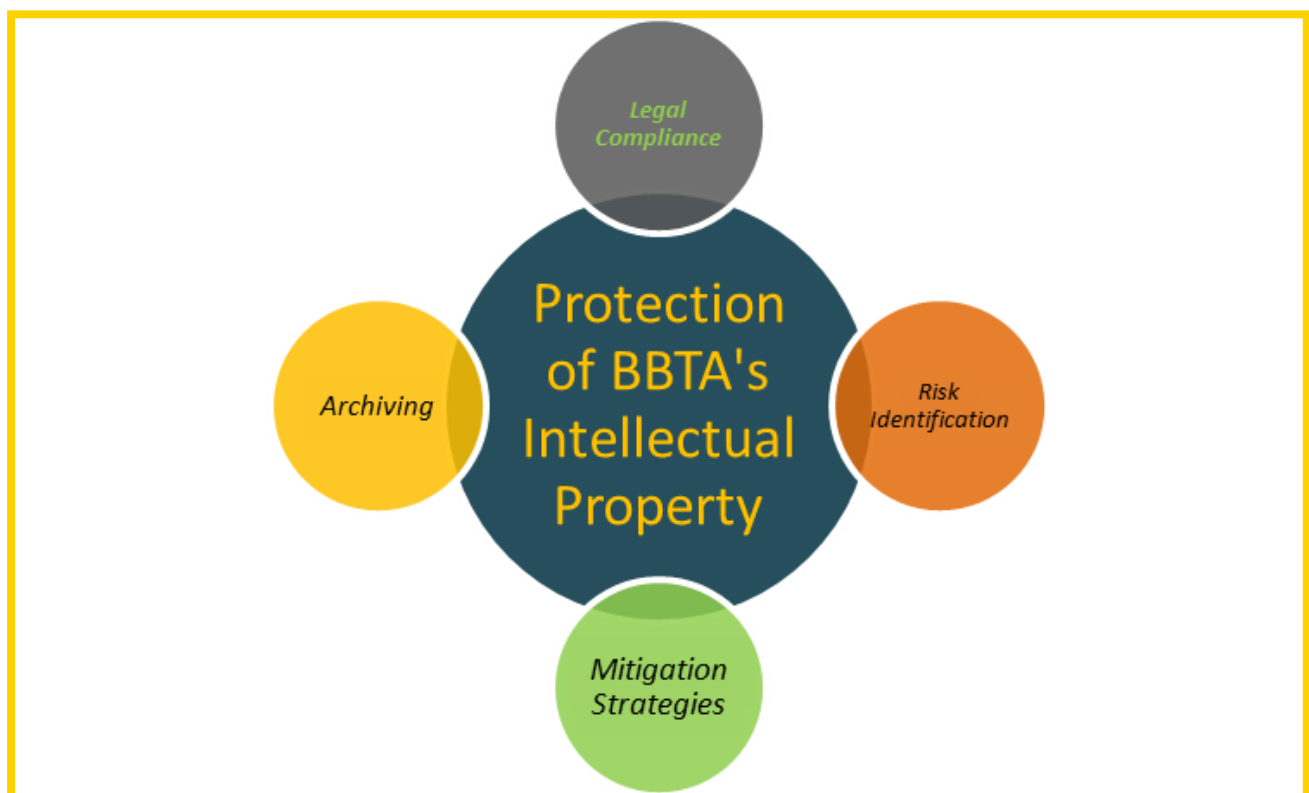 Legal
Compliance
Protection
of BBTA's
Intellectual
Property
Archiving
Risk
Identification
Mitigation
Strategies